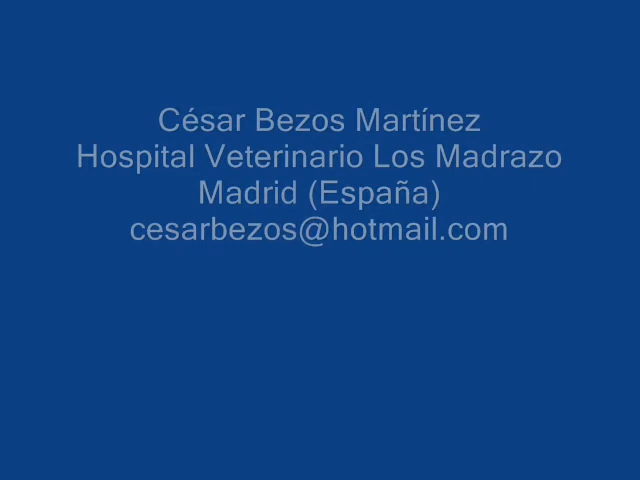 César Bezos Martínez
Hospital Veterinario Los Madrazo
Madrid (España)
cesarbezos@hotmail.com